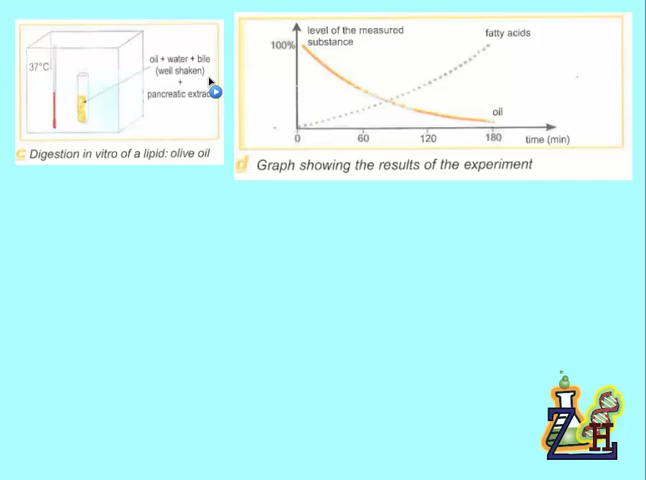 37°C
oil + water + bile
(well shaken)
+
pancreatic extrac
c Digestion in vitro of a lipid: olive oil
level of the measured
substance
100%
fatty acids
oil
0 60 120 180 time (min)
d Graph showing the results of the experiment
Z H